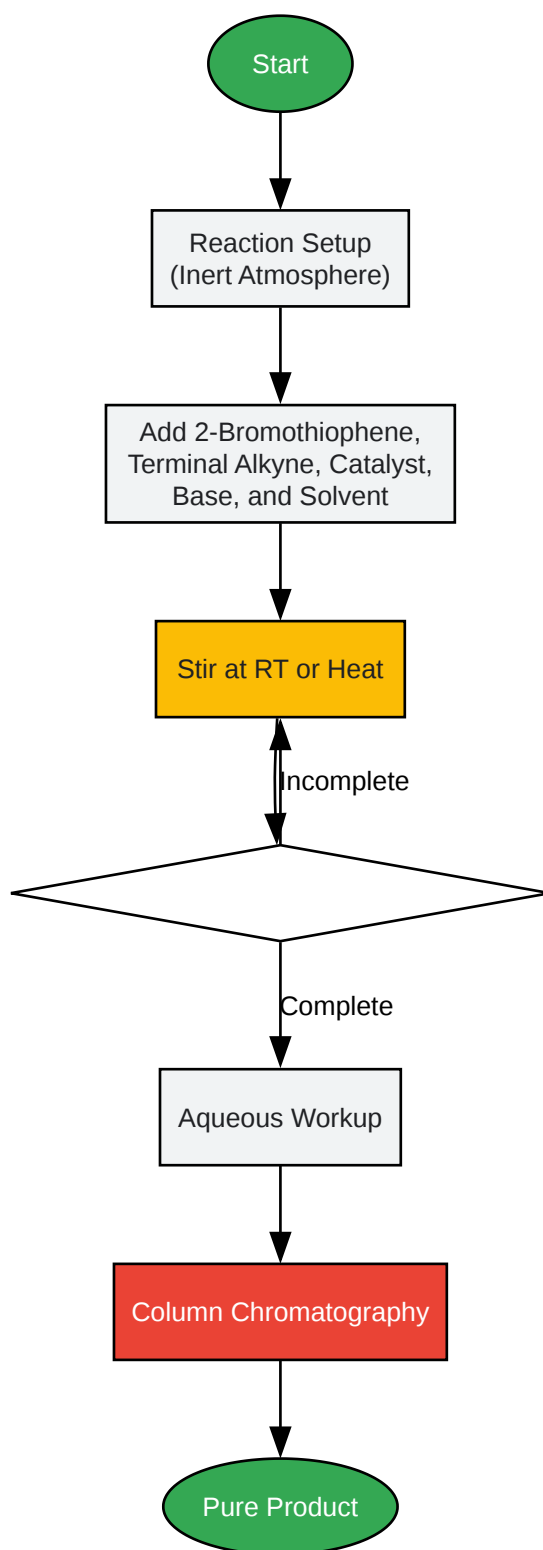 Start
Reaction Setup
(Inert Atmosphere)
Add 2-Bromothiophene,
Terminal Alkyne, Catalyst,
Base, and Solvent
Stir at RT or Heat
Incomplete
Complete
Aqueous Workup
Column Chromatography
Pure Product